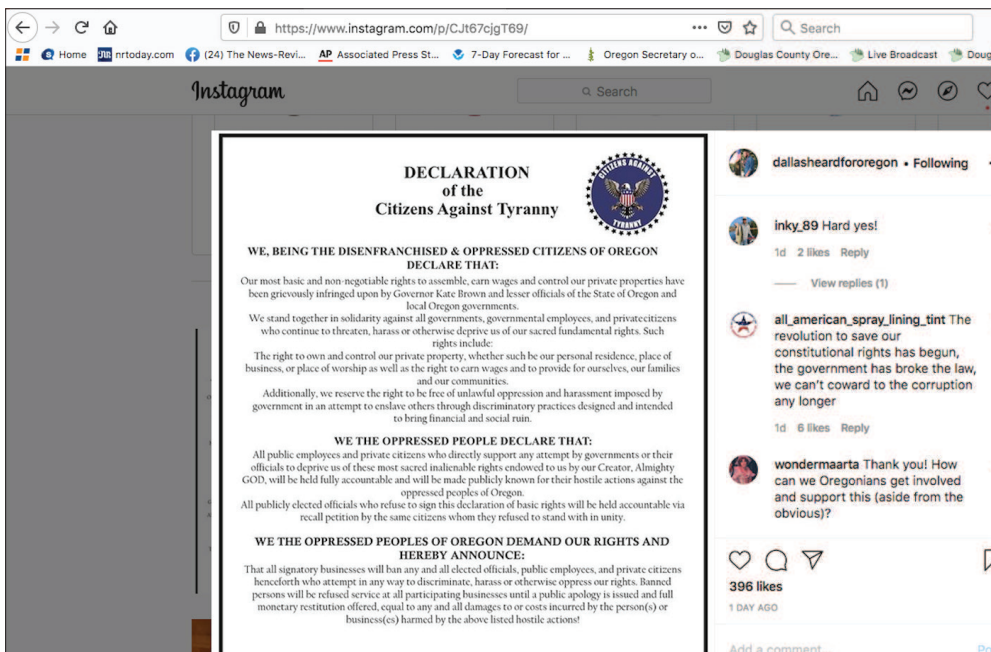 https://www.instagram.com/p/CJt67cjgT69/
Search
Home
nrtoday.com
(24) The News-Revi...
AP Associated Press St...
7-Day Forecast for ...
Oregon Secretary o...
Douglas County Ore...
Live Broadcast
Doug
Instagram
Search
DECLARATION
of the
Citizens Against Tyranny
CITIZENS AGAINST
TYRANNY
WE, BEING THE DISENFRANCHISED & OPPRESSED CITIZENS OF OREGON
DECLARE THAT:
Our most basic and non-negotiable rights to assemble, earn wages and control our private properties have
been grievously infringed upon by Governor Kate Brown and lesser officials of the State of Oregon and
local Oregon governments.
We stand together in solidarity against all governments, governmental employees, and privatecitizens
who continue to threaten, harass or otherwise deprive us of our sacred fundamental rights. Such
rights include:
The right to own and control our private property, whether such be our personal residence, place of
business, or place of worship as well as the right to earn wages and to provide for ourselves, our families
and our communities.
Additionally, we reserve the right to be free of unlawful oppression and harassment imposed by
government in an attempt to enslave others through discriminatory practices designed and intended
to bring financial and social ruin.
WE THE OPPRESSED PEOPLE DECLARE THAT:
All public employees and private citizens who directly support any attempt by governments or their
officials to deprive us of these most sacred inalienable rights endowed to us by our Creator, Almighty
GOD, will be held fully accountable and will be made publicly known for their hostile actions against the
oppressed peoples of Oregon.
All publicly elected officials who refuse to sign this declaration of basic rights will be held accountable via
recall petition by the same citizens whom they refused to stand with in unity.
WE THE OPPRESSED PEOPLES OF OREGON DEMAND OUR RIGHTS AND
HEREBY ANNOUNCE:
That all signatory businesses will ban any and all elected officials, public employees, and private citizens
henceforth who attempt in any way to discriminate, harass or otherwise oppress our rights. Banned
persons will be refused service at all participating businesses until a public apology is issued and full
monetary restitution offered, equal to any and all damages to or costs incurred by the person(s) or
business(es) harmed by the above listed hostile actions!
dallasheardfororegon • Following
inky_89 Hard yes!
1d 2 likes Reply
View replies (1)
all_american_spray_lining_tint The
revolution to save our
constitutional rights has begun,
the government has broke the law,
we can't coward to the corruption
any longer
1d 6 likes Reply
wondermaarta Thank you! How
can we Oregonians get involved
and support this (aside from the
obvious)?
396 likes
1 DAY AGO
Add a comment...
Po